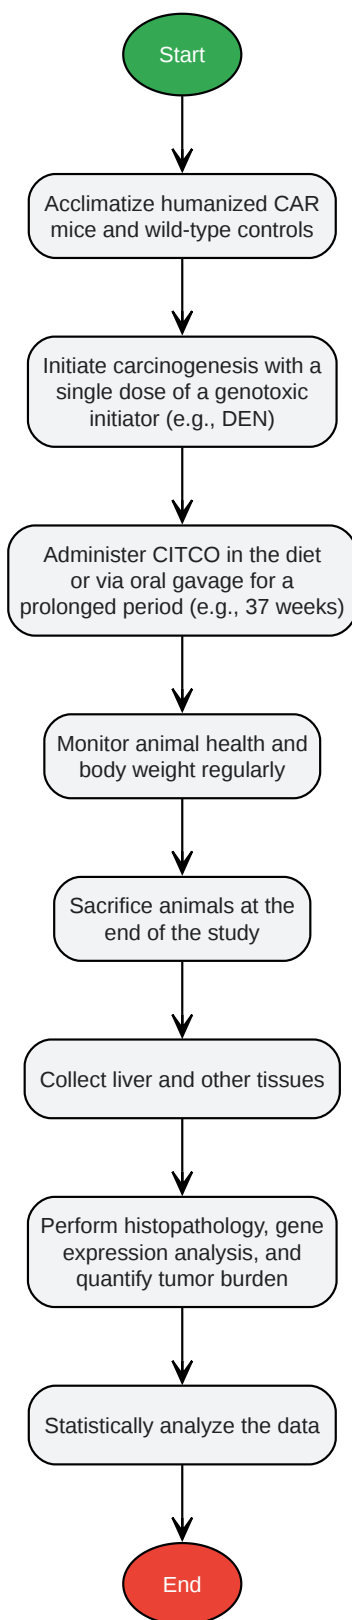 Start
Acclimatize humanized CAR
mice and wild-type controls
Initiate carcinogenesis with a
single dose of a genotoxic
initiator (e.g., DEN)
Administer CITCO in the diet
or via oral gavage for a
prolonged period (e.g., 37 weeks)
Monitor animal health and
body weight regularly
Sacrifice animals at the
end of the study
Collect liver and other tissues
Perform histopathology, gene
expression analysis, and
quantify tumor burden
Statistically analyze the data
End